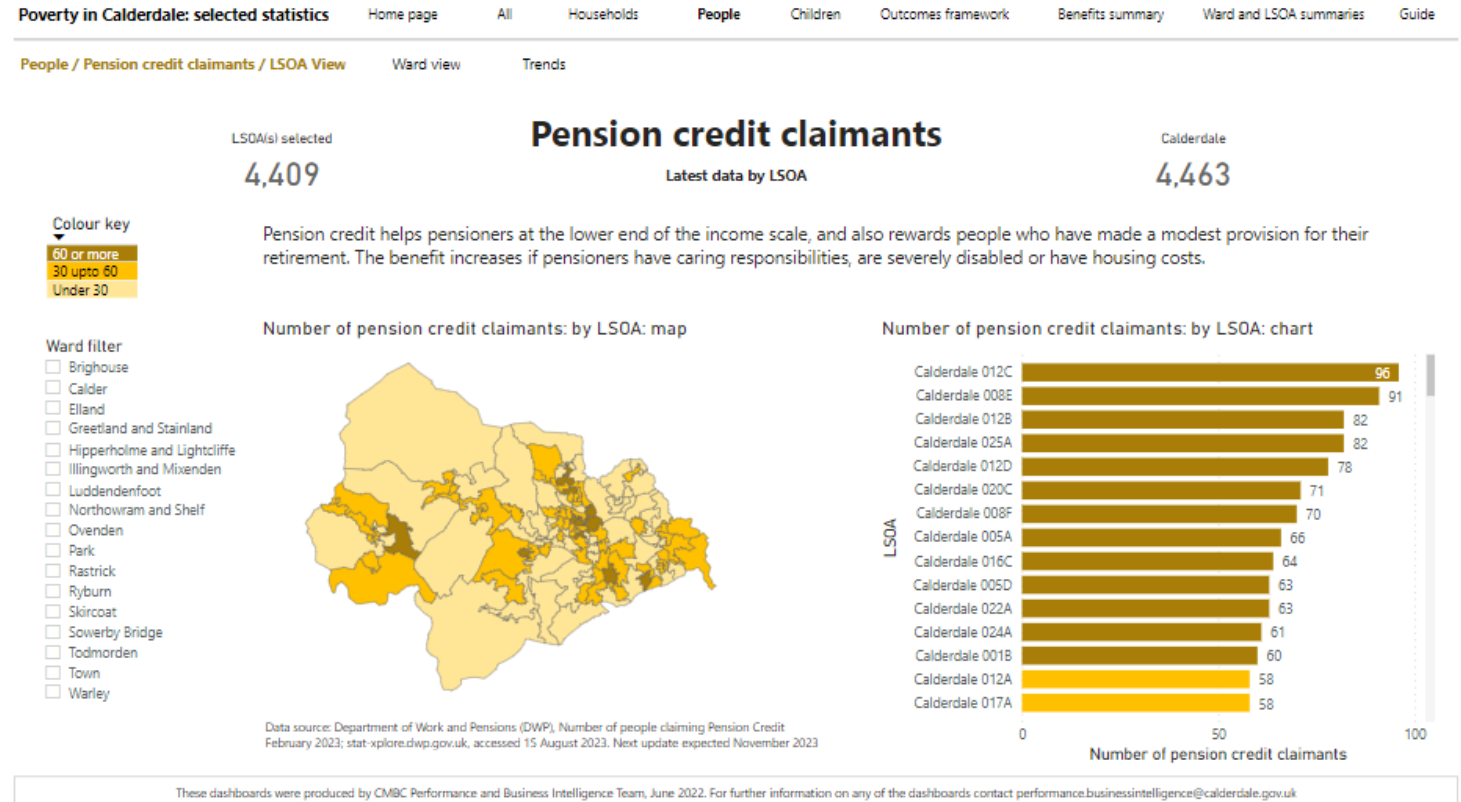 Poverty in Calderdale: selected statistics Home page All Households People Children Outcomes framework Benefits summary Ward and LSOA summaries Guide
People / Pension credit claimants / LSOA View Ward view Trends
Pension credit claimants
LSOA(s) selected
4,409
Latest data by LSOA
Calderdale
4,463
Colour key
60 or more
30 upto 60
Under 30
Pension credit helps pensioners at the lower end of the income scale, and also rewards people who have made a modest provision for their
retirement. The benefit increases if pensioners have caring responsibilities, are severely disabled or have housing costs.
Ward filter
Brighouse
Calder
Elland
Greetland and Stainland
Hipperholme and Lightcliffe
Illingworth and Mixenden
Luddendenfoot
Northowram and Shelf
Ovenden
Park
Rastrick
Ryburn
Skircoat
Sowerby Bridge
Todmorden
Town
Warley
Number of pension credit claimants: by LSOA: map
Data source: Department of Work and Pensions (DWP), Number of people claiming Pension Credit
February 2023; stat-xplore.dwp.gov.uk, accessed 15 August 2023. Next update expected November 2023
Number of pension credit claimants: by LSOA: chart
LSOA
Calderdale 012C 96
Calderdale 008E 91
Calderdale 012B 82
Calderdale 025A 82
Calderdale 012D 78
Calderdale 020C 71
Calderdale 008F 70
Calderdale 005A 66
Calderdale 016C 64
Calderdale 005D 63
Calderdale 022A 63
Calderdale 024A 61
Calderdale 001B 60
Calderdale 012A 58
Calderdale 017A 58
0 50 100
Number of pension credit claimants
These dashboards were produced by CMBC Performance and Business Intelligence Team, June 2022. For further information on any of the dashboards contact performance.businessintelligence@calderdale.gov.uk